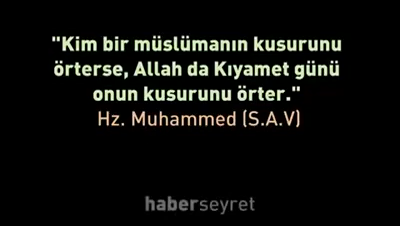 "Kim bir müslümanın kusurunu
örterse, Allah da Kıyamet günü
onun kusurunu örter."
Hz. Muhammed (S.A.V)
haberseyret